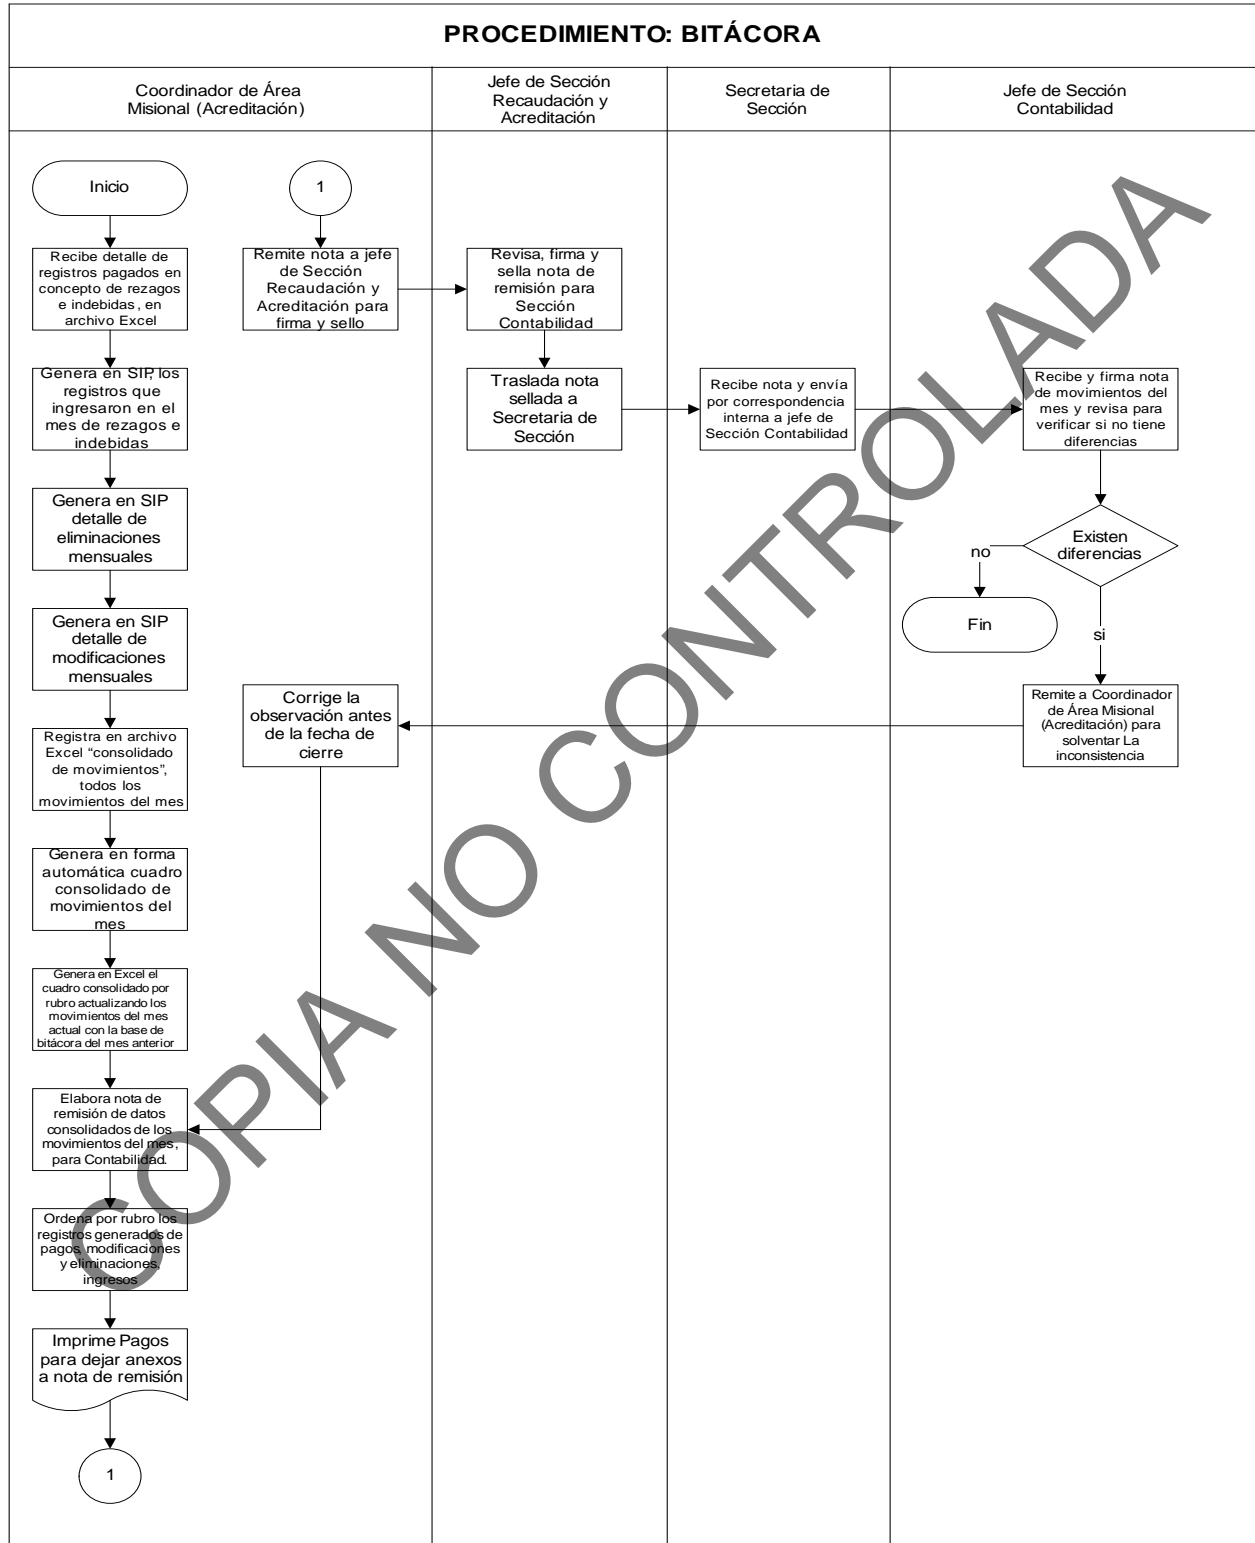 PROCEDIMIENTO: BITÁCORA
Coordinador de Área
Misional (Acreditación)
Jefe de Sección
Recaudación y
Acreditación
Secretaria de
Sección
Jefe de Sección
Contabilidad
Inicio
Recibe detalle de
registros pagados en
concepto de rezagos
e indebidas, en
archivo Excel
Genera en SIP, los
registros que
ingresaron en el
mes de rezagos e
indebidas
Genera en SIP
detalle de
eliminaciones
mensuales
Genera en SIP
detalle de
modificaciones
mensuales
Registra en archivo
Excel “consolidado
de movimientos”,
todos los
movimientos del mes
Genera en forma
automática cuadro
consolidado de
movimientos del
mes
Genera en Excel el
cuadro consolidado por
rubro actualizando los
movimientos del mes
actual con la base de
bitácora del mes anterior
Elabora nota de
remisión de datos
consolidados de los
movimientos del mes,
para Contabilidad.
Ordena por rubro los
registros generados de
pagos, modificaciones
y eliminaciones,
ingresos
Imprime Pagos
para dejar anexos
a nota de remisión
1
1
Remite nota a jefe
de Sección
Recaudación y
Acreditación para
firma y sello
Revisa, firma y
sella nota de
remisión para
Sección
Contabilidad
Traslada nota
sellada a
Secretaria de
Sección
Recibe nota y envía
por correspondencia
interna a jefe de
Sección Contabilidad
Recibe y firma nota
de movimientos del
mes y revisa para
verificar si no tiene
diferencias
Existen
diferencias
no
Fin
si
Remite a Coordinador
de Área Misional
(Acreditación) para
solventar La
inconsistencia
Corrige la
observación antes
de la fecha de
cierre
COPIA NO CONTROLADA